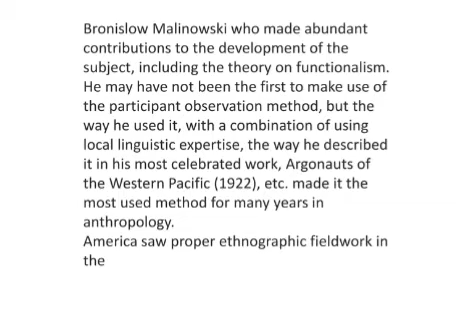 Bronislow Malinowski who made abundant
contributions to the development of the
subject, including the theory on functionalism.
He may have not been the first to make use of
the participant observation method, but the
way he used it, with a combination of using
local linguistic expertise, the way he described
it in his most celebrated work, Argonauts of
the Western Pacific (1922), etc. made it the
most used method for many years in
anthropology.
America saw proper ethnographic fieldwork in
the